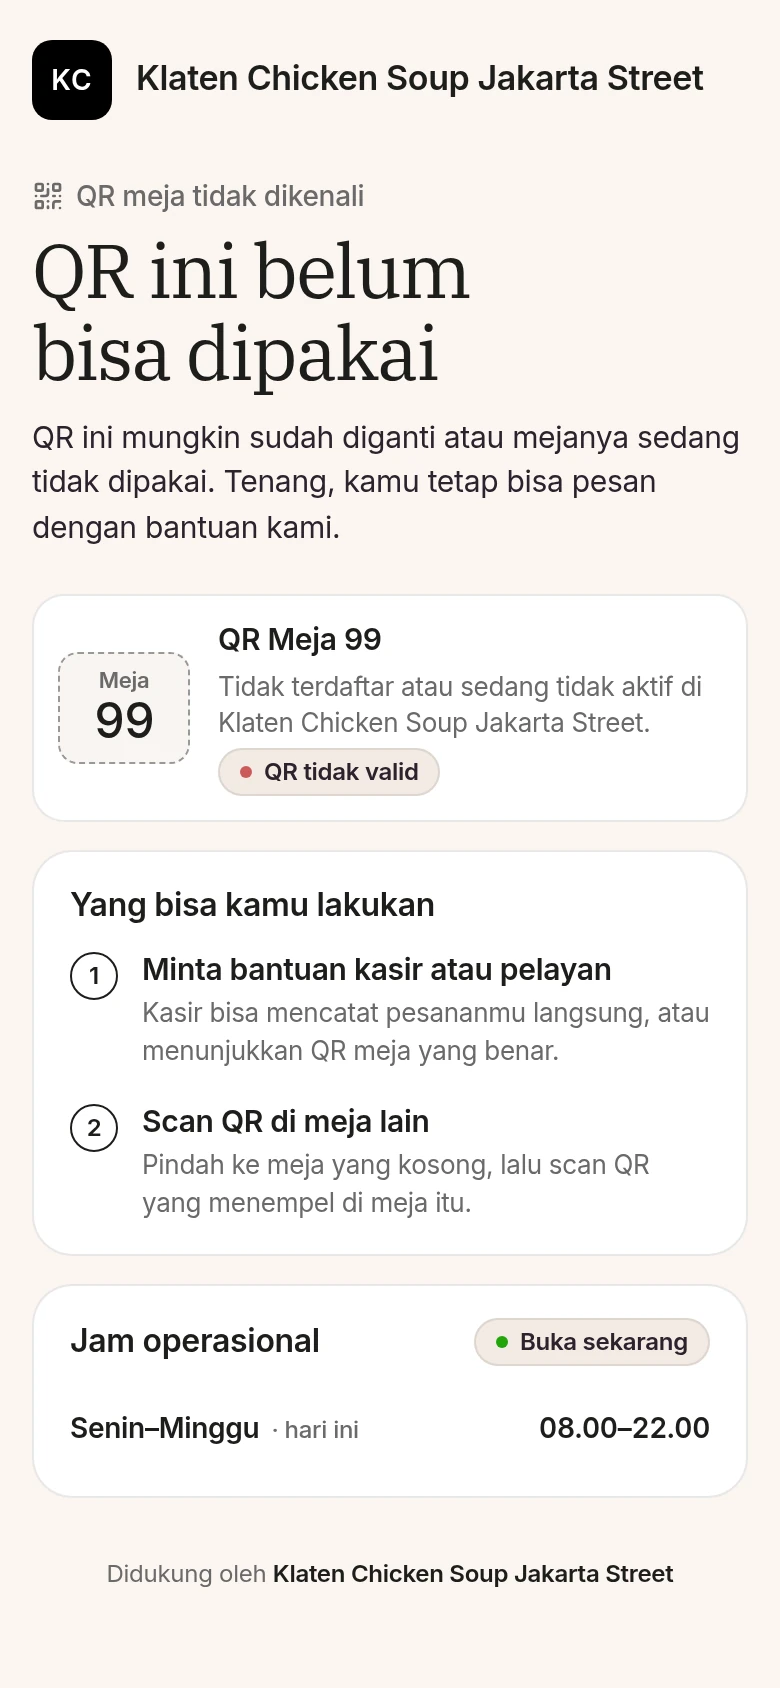 KC
Klaten Chicken Soup Jakarta Street
QR meja tidak dikenali
QR ini belum
bisa dipakai
QR ini mungkin sudah diganti atau mejanya sedang
tidak dipakai. Tenang, kamu tetap bisa pesan
dengan bantuan kami.
Meja
99
QR Meja 99
Tidak terdaftar atau sedang tidak aktif di
Klaten Chicken Soup Jakarta Street.
QR tidak valid
Yang bisa kamu lakukan
1
Minta bantuan kasir atau pelayan
Kasir bisa mencatat pesananmu langsung, atau
menunjukkan QR meja yang benar.
2
Scan QR di meja lain
Pindah ke meja yang kosong, lalu scan QR
yang menempel di meja itu.
Jam operasional
Buka sekarang
Senin–Minggu · hari ini
08.00–22.00
Didukung oleh Klaten Chicken Soup Jakarta Street